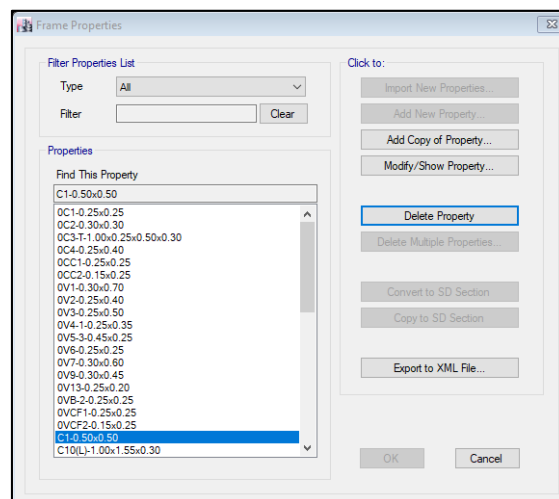 Frame Properties
Filter Properties List
Type
All
Filter
Clear
Properties
Find This Property
C1-0.50x0.50
0C1-0.25x0.25
0C2-0.30x0.30
0C3-T-1.00x0.25x0.50x0.30
0C4-0.25x0.40
0CC1-0.25x0.25
0CC2-0.15x0.25
0V1-0.30x0.70
0V2-0.25x0.40
0V3-0.25x0.50
0V4-1-0.25x0.35
0V5-3-0.45x0.25
0V6-0.25x0.25
0V7-0.30x0.60
0V9-0.30x0.45
0V13-0.25x0.20
0VB-2-0.25x0.25
0VCF1-0.25x0.25
0VCF2-0.15x0.25
C1-0.50x0.50
C10(L)-1.00x1.55x0.30
Click to:
Import New Properties...
Add New Property...
Add Copy of Property...
Modify/Show Property...
Delete Property
Delete Multiple Properties...
Convert to SD Section
Copy to SD Section
Export to XML File...
OK
Cancel